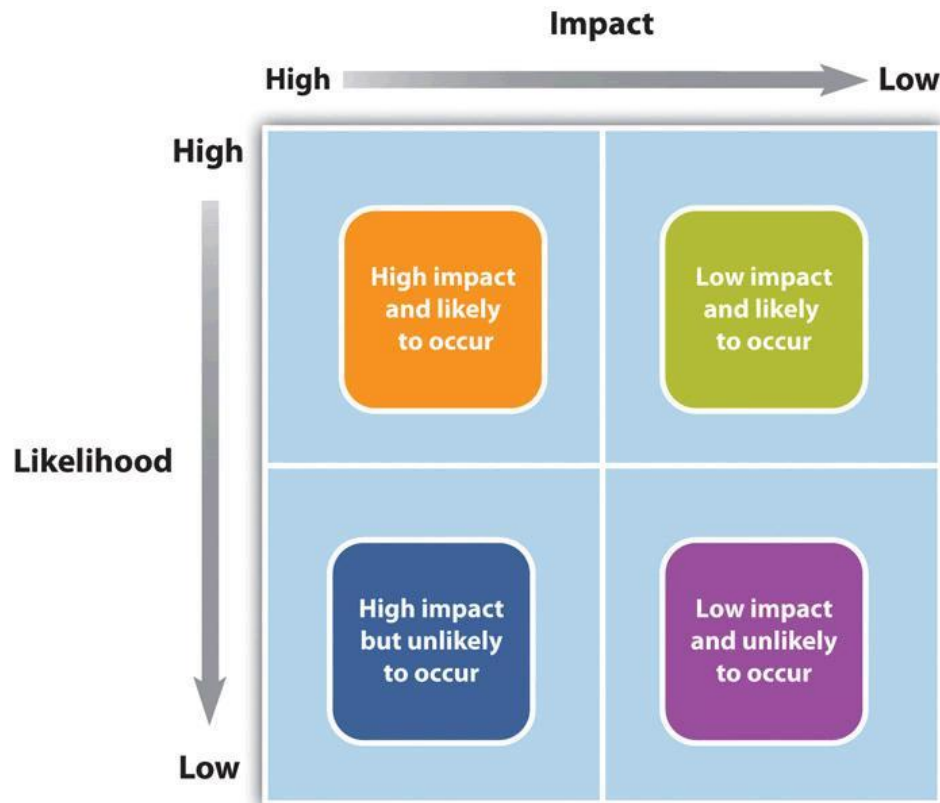 Impact
High
Low
High
Likelihood
Low
High impact
and likely
to occur
Low impact
and likely
to occur
High impact
but unlikely
to occur
Low impact
and unlikely
to occur